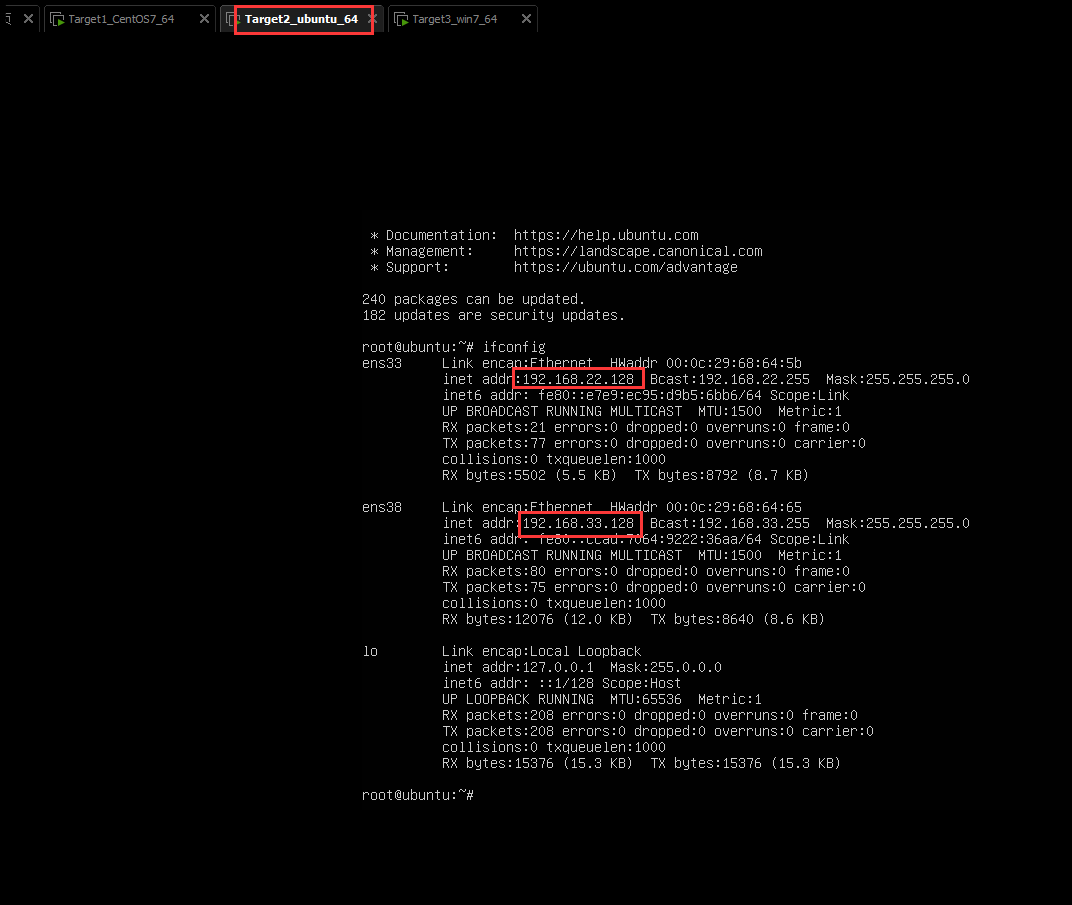 Target1_CentOS7_64
Target2_ubuntu_64
Target3_win7_64
* Documentation:  https://help.ubuntu.com
* Management:     https://landscape.canonical.com
* Support:        https://ubuntu.com/advantage
240 packages can be updated.
182 updates are security updates.
root@ubuntu:~# ifconfig
ens33     Link encap:Ethernet  HWaddr 00:0c:29:68:64:5b
inet addr:192.168.22.128  Bcast:192.168.22.255  Mask:255.255.255.0
inet6 addr: fe80::e7e9:ec95:d9b5:6bb6/64 Scope:Link
UP BROADCAST RUNNING MULTICAST  MTU:1500  Metric:1
RX packets:21 errors:0 dropped:0 overruns:0 frame:0
TX packets:77 errors:0 dropped:0 overruns:0 carrier:0
collisions:0 txqueuelen:1000
RX bytes:5502 (5.5 KB)  TX bytes:8792 (8.7 KB)
ens38     Link encap:Ethernet  HWaddr 00:0c:29:68:64:65
inet addr:192.168.33.128  Bcast:192.168.33.255  Mask:255.255.255.0
inet6 addr: fe80::ccad:7064:9222:36aa/64 Scope:Link
UP BROADCAST RUNNING MULTICAST  MTU:1500  Metric:1
RX packets:80 errors:0 dropped:0 overruns:0 frame:0
TX packets:75 errors:0 dropped:0 overruns:0 carrier:0
collisions:0 txqueuelen:1000
RX bytes:12076 (12.0 KB)  TX bytes:8640 (8.6 KB)
lo        Link encap:Local Loopback
inet addr:127.0.0.1  Mask:255.0.0.0
inet6 addr: ::1/128 Scope:Host
UP LOOPBACK RUNNING  MTU:65536  Metric:1
RX packets:208 errors:0 dropped:0 overruns:0 frame:0
TX packets:208 errors:0 dropped:0 overruns:0 carrier:0
collisions:0 txqueuelen:1000
RX bytes:15376 (15.3 KB)  TX bytes:15376 (15.3 KB)
root@ubuntu:~#